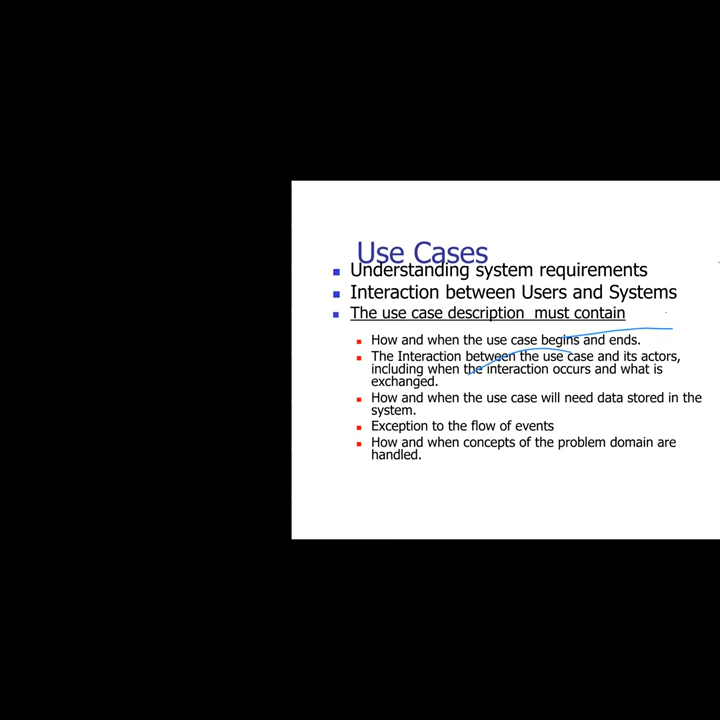 Use Cases
Understanding system requirements
Interaction between Users and Systems
The use case description must contain
How and when the use case begins and ends.
The Interaction between the use case and its actors,
including when the interaction occurs and what is
exchanged.
How and when the use case will need data stored in the
system.
Exception to the flow of events
How and when concepts of the problem domain are
handled.